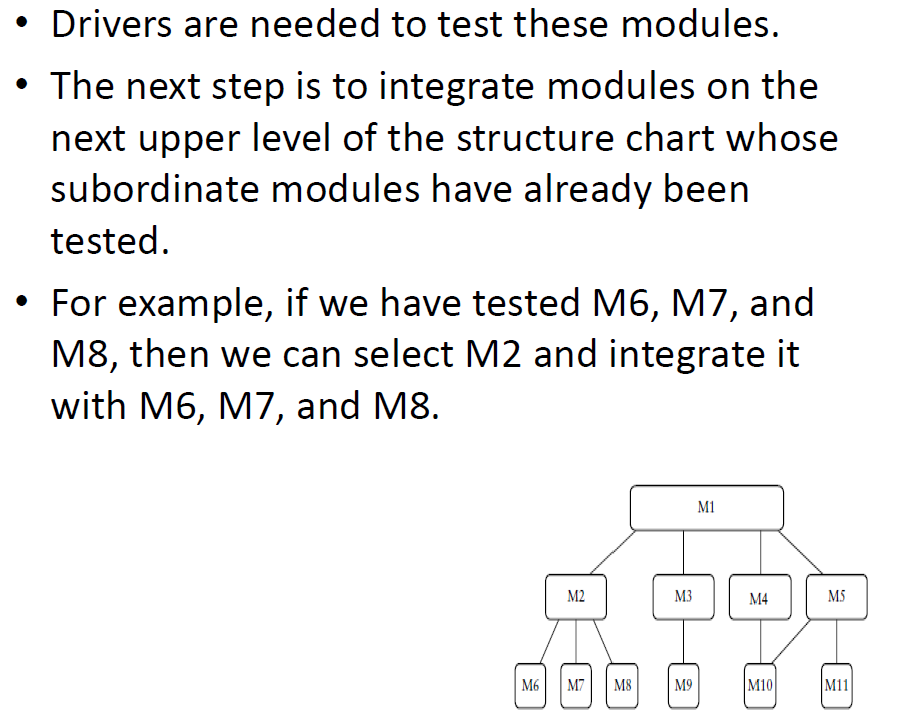 • Drivers are needed to test these modules.
• The next step is to integrate modules on the
next upper level of the structure chart whose
subordinate modules have already been
tested.
• For example, if we have tested M6, M7, and
M8, then we can select M2 and integrate it
with M6, M7, and M8.
M1
M2 M3 M4 M5
M6 M7 M8 M9 M10 M11